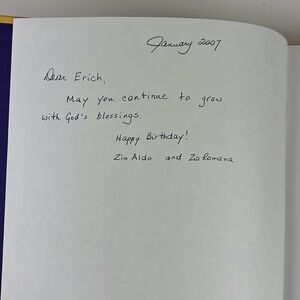 January 2007
Dear Erich,
May you continue to grow
with God's blessings.
Happy Birthday!
Zio Aldo and Zia Romana